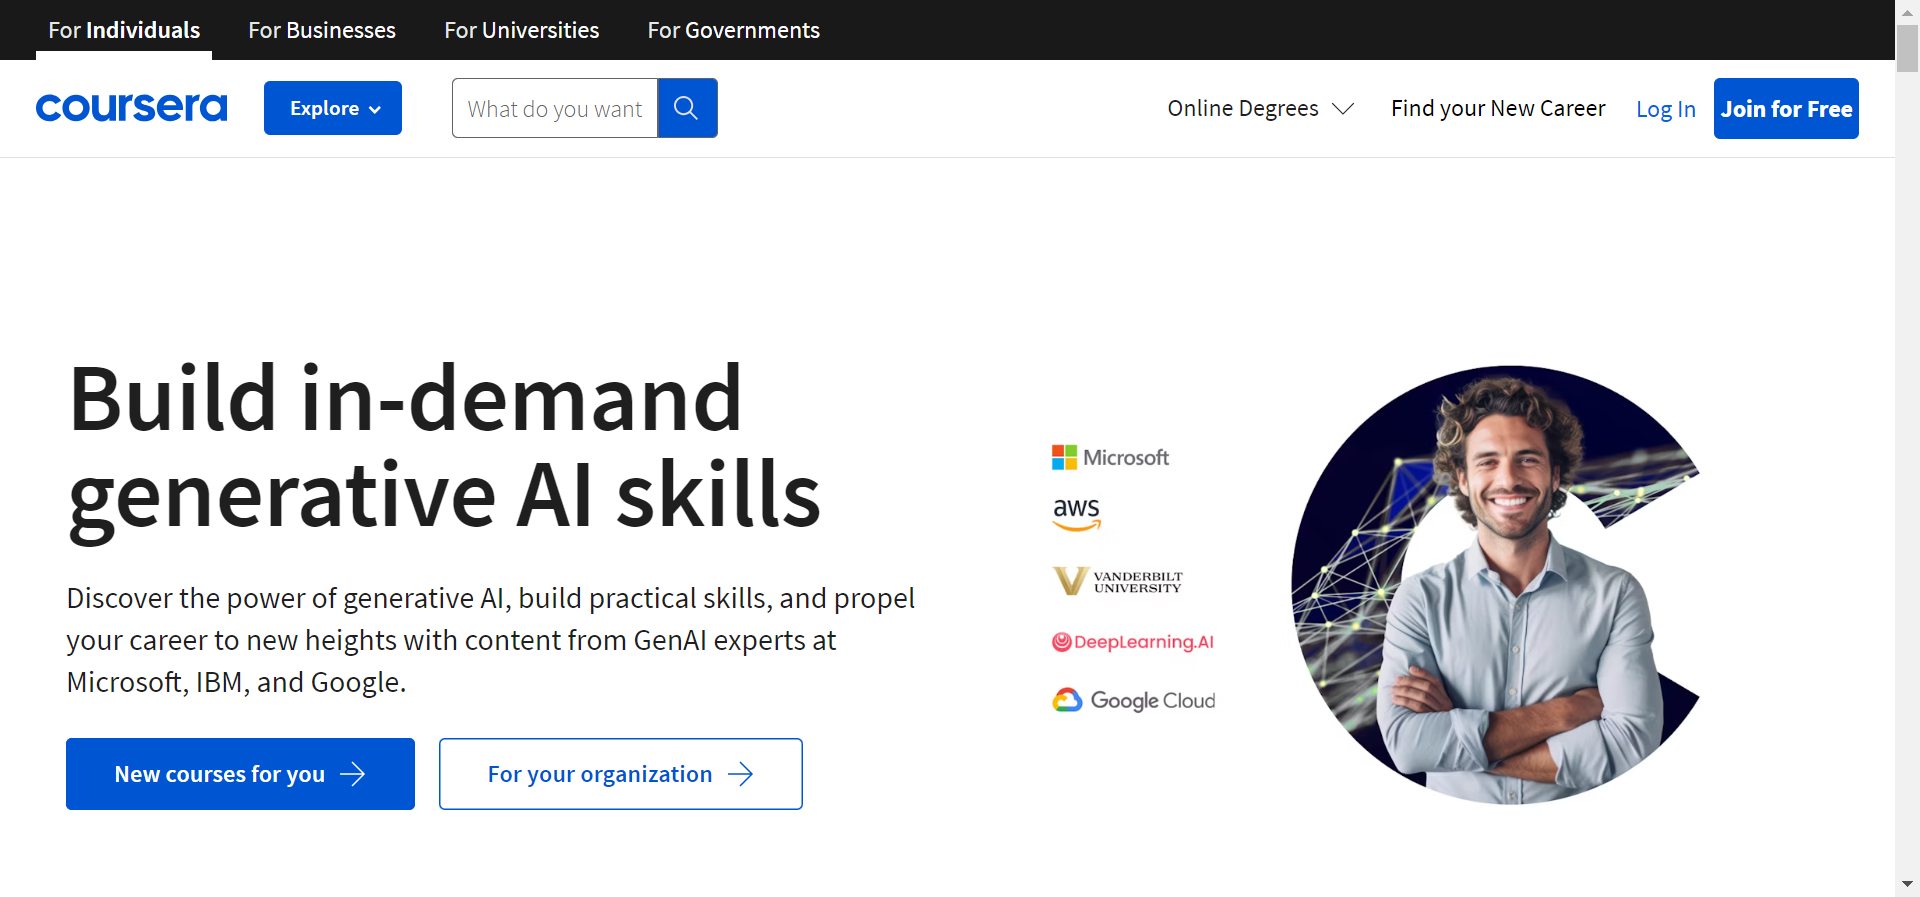 For Individuals For Businesses For Universities For Governments
coursera Explore What do you want Online Degrees Find your New Career Log In Join for Free
Build in-demand
generative AI skills
Discover the power of generative AI, build practical skills, and propel
your career to new heights with content from GenAI experts at
Microsoft, IBM, and Google.
New courses for you For your organization
Microsoft
aws
VANDERBILT
UNIVERSITY
DeepLearning.AI
Google Cloud